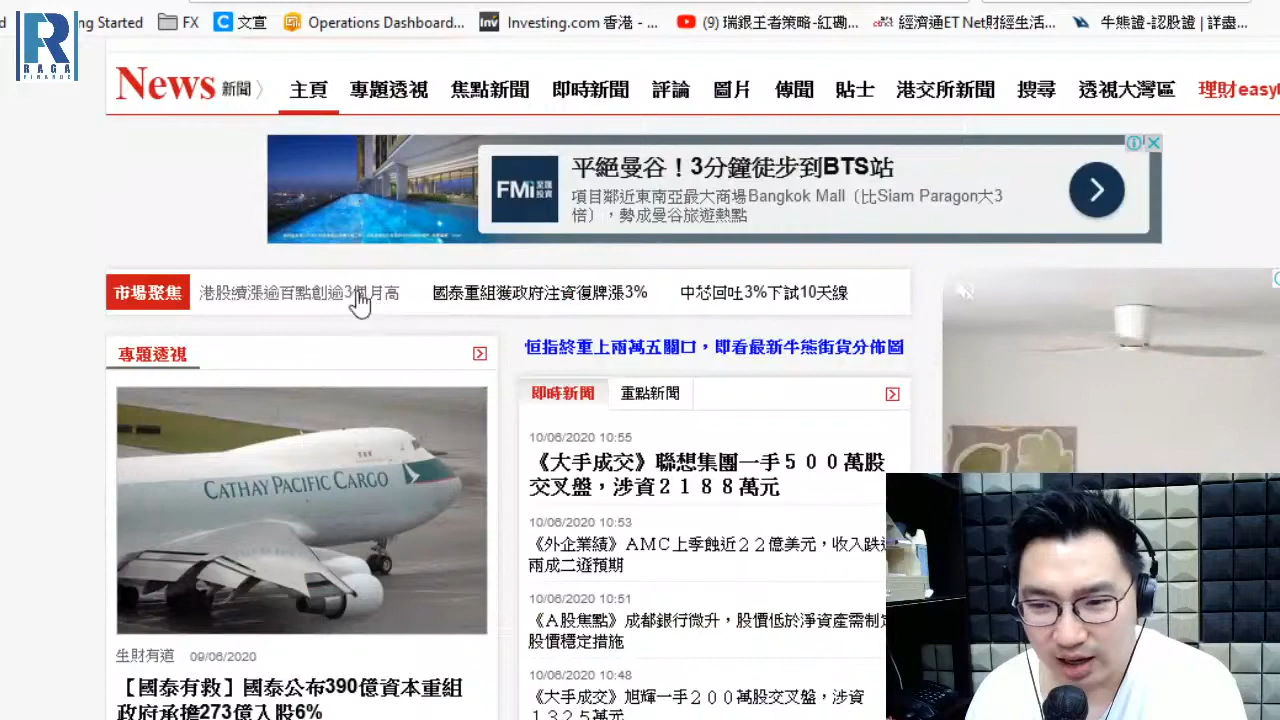 ng Started
FX
文宣
Operations Dashboard...
Inv
Investing.com 香港 - ...
(9) 瑞銀王者策略-紅磡...
經濟通ET Net財經生活...
牛熊證-認股證 | 詳盡...
R
RAGA
FINANCE
News 新聞
主頁
專題透視
焦點新聞
即時新聞
評論
圖片
傳聞
貼士
港交所新聞
搜尋
透視大灣區
理財easy
FMi 富匯投資
平絕曼谷！3分鐘徒步到BTS站
項目鄰近東南亞最大商場Bangkok Mall（比Siam Paragon大3
倍），勢成曼谷旅遊熱點
市場聚焦
港股續漲逾百點創逾3個月高
國泰重組獲政府注資復牌漲3%
中芯回吐3%下試10天線
專題透視
CATHAY PACIFIC CARGO
生財有道 09/06/2020
【國泰有救】國泰公布390億資本重組
政府承擔273億入股6%
恒指終重上兩萬五關口，即看最新牛熊街貨分佈圖
即時新聞
重點新聞
10/06/2020 10:55
《大手成交》聯想集團一手５００萬股
交叉盤，涉資２１８８萬元
10/06/2020 10:53
《外企業績》AMC上季蝕近２２億美元，收入跌近
兩成二遜預期
10/06/2020 10:51
《A股焦點》成都銀行微升，股價低於淨資產需制定
股價穩定措施
10/06/2020 10:48
《大手成交》旭輝一手２００萬股交叉盤，涉資
１３２５萬元